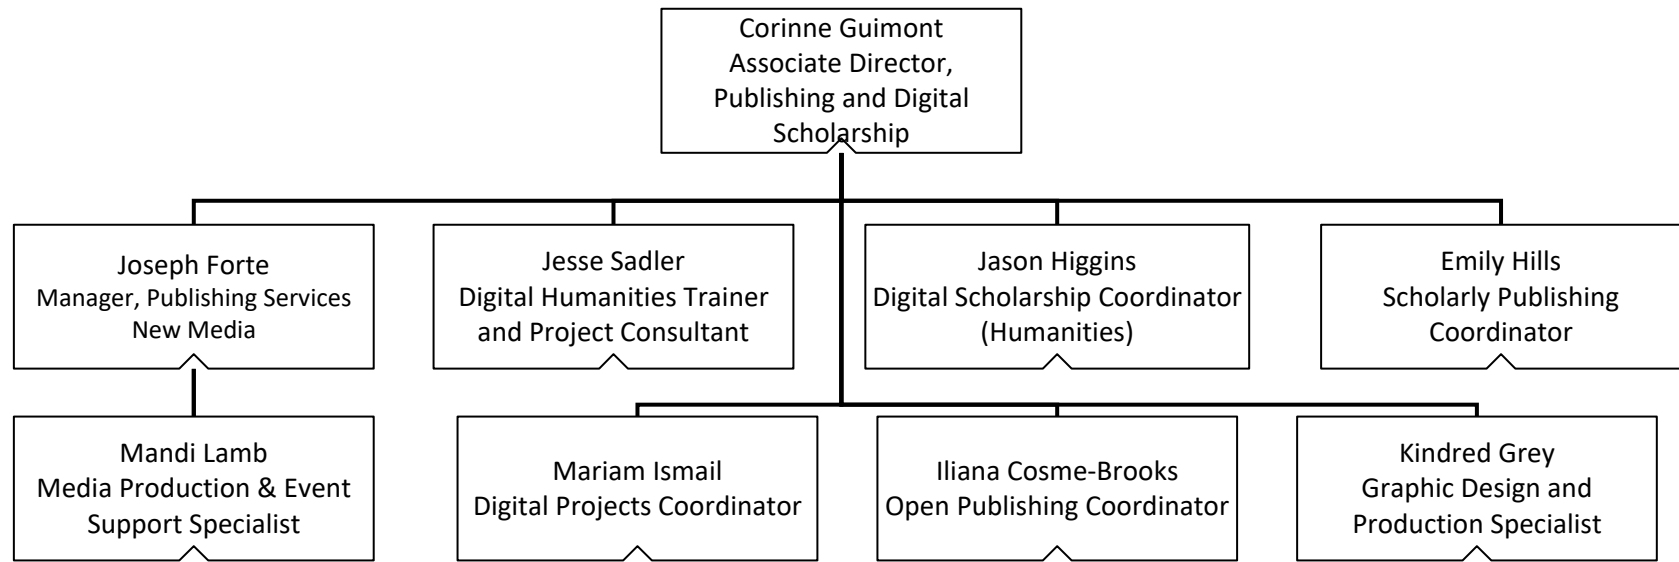 Corinne Guimont
Associate Director,
Publishing and Digital
Scholarship
Joseph Forte
Manager, Publishing Services
New Media
Jesse Sadler
Digital Humanities Trainer
and Project Consultant
Jason Higgins
Digital Scholarship Coordinator
(Humanities)
Emily Hills
Scholarly Publishing
Coordinator
Mandi Lamb
Media Production & Event
Support Specialist
Mariam Ismail
Digital Projects Coordinator
Iliana Cosme-Brooks
Open Publishing Coordinator
Kindred Grey
Graphic Design and
Production Specialist